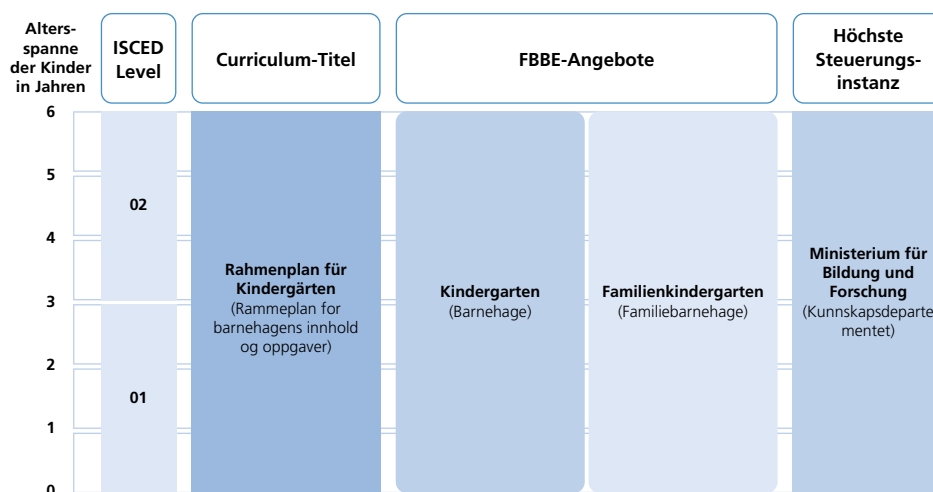 Alters-
spanne
der Kinder
in Jahren
ISCED
Level
Curriculum-Titel
FBBE-Angebote
Höchste
Steuerungs-
instanz
6
5
4
3
2
1
0
02
01
Rahmenplan für
Kindergärten
(Rammeplan for
barnehagens innhold
og oppgaver)
Kindergarten
(Barnehage)
Familienkindergarten
(Familiebarnehage)
Ministerium für
Bildung und
Forschung
(Kunnskapsdeparte
mentet)